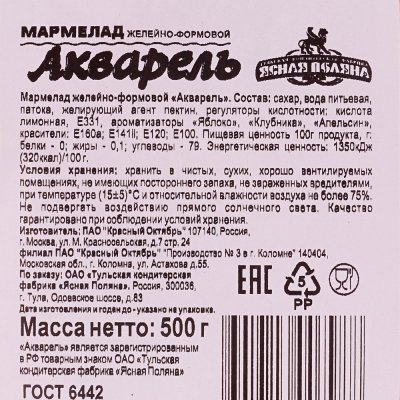 МАРМЕЛАД ЖЕЛЕЙНО-ФОРМОВОЙ
Акварель
ЯСНАЯ ПОЛЯНА
Мармелад желейно-формовой «Акварель». Состав: сахар, вода питьевая,
патока, желирующий агент пектин, регуляторы кислотности: кислота
лимонная, Е331, ароматизаторы «Яблоко», «Клубника», «Апельсин»,
красители: Е160а; Е141ii; Е120; Е100. Пищевая ценность 100г продукта, г:
белки - 0; жиры - 0,1; углеводы - 79. Энергетическая ценность: 1350кДж
(320ккал)/100 г.
Условия хранения: хранить в чистых, сухих, хорошо вентилируемых
помещениях, не имеющих постороннего запаха, не зараженных вредителями,
при температуре (15±5)°С и относительной влажности воздуха не более 75%.
Не подвергать воздействию прямого солнечного света. Качество
гарантировано при соблюдении условий хранения.
Изготовитель: ПАО "Красный Октябрь" 107140, Россия,
г. Москва, ул. М. Красносельская, д.7 стр. 24
филиал ПАО "Красный Октябрь" "Производство № 3 в г. Коломне" 140404,
Московская обл., г. Коломна, ул. Астахова д.55.
По заказу: ОАО «Тульская кондитерская
фабрика «Ясная Поляна», Россия, 300036,
г. Тула, Одоевское шоссе, д.83
Дата изготовления и годен до - указано на упаковке.
EAC
5
PP
Масса нетто: 500 г
«Акварель» является зарегистрированным
в РФ товарным знаком ОАО «Тульская
кондитерская фабрика "Ясная Поляна»
ГОСТ 6442